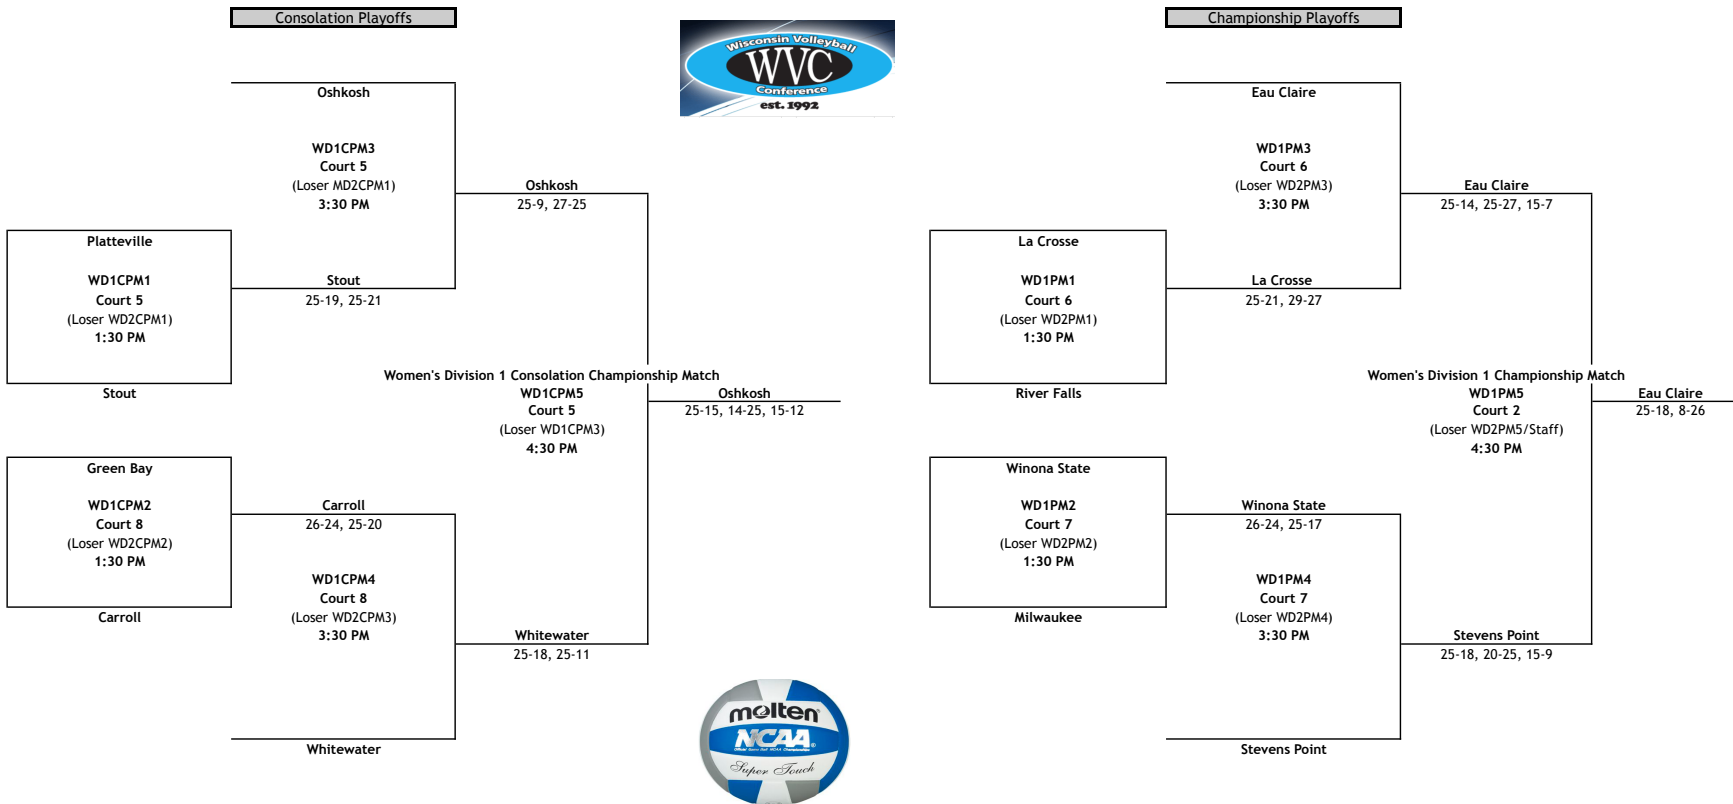 Consolation Playoffs
Championship Playoffs
Wisconsin Volleyball
WVC
Conference
est. 1992
Oshkosh
WD1CPM3
Court 5
(Loser MD2CPM1)
3:30 PM
Oshkosh
25-9, 27-25
Platteville
WD1CPM1
Court 5
(Loser WD2CPM1)
1:30 PM
Stout
25-19, 25-21
Stout
Women's Division 1 Consolation Championship Match
WD1CPM5
Court 5
(Loser WD1CPM3)
4:30 PM
Oshkosh
25-15, 14-25, 15-12
Green Bay
WD1CPM2
Court 8
(Loser WD2CPM2)
1:30 PM
Carroll
26-24, 25-20
Carroll
WD1CPM4
Court 8
(Loser WD2CPM3)
3:30 PM
Whitewater
25-18, 25-11
Whitewater
Eau Claire
WD1PM3
Court 6
(Loser WD2PM3)
3:30 PM
Eau Claire
25-14, 25-27, 15-7
La Crosse
WD1PM1
Court 6
(Loser WD2PM1)
1:30 PM
La Crosse
25-21, 29-27
River Falls
Women's Division 1 Championship Match
WD1PM5
Court 2
(Loser WD2PM5/Staff)
4:30 PM
Eau Claire
25-18, 8-26
Winona State
WD1PM2
Court 7
(Loser WD2PM2)
1:30 PM
Winona State
26-24, 25-17
Milwaukee
WD1PM4
Court 7
(Loser WD2PM4)
3:30 PM
Stevens Point
25-18, 20-25, 15-9
Stevens Point
molten
NCAA
Super Touch